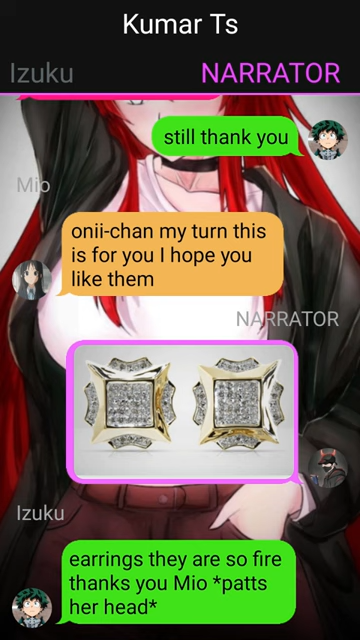 Kumar Ts
Izuku
NARRATOR
still thank you
Mio
onii-chan my turn this
is for you I hope you
like them
NARRATOR
Izuku
earrings they are so fire
thanks you Mio *patts
her head*